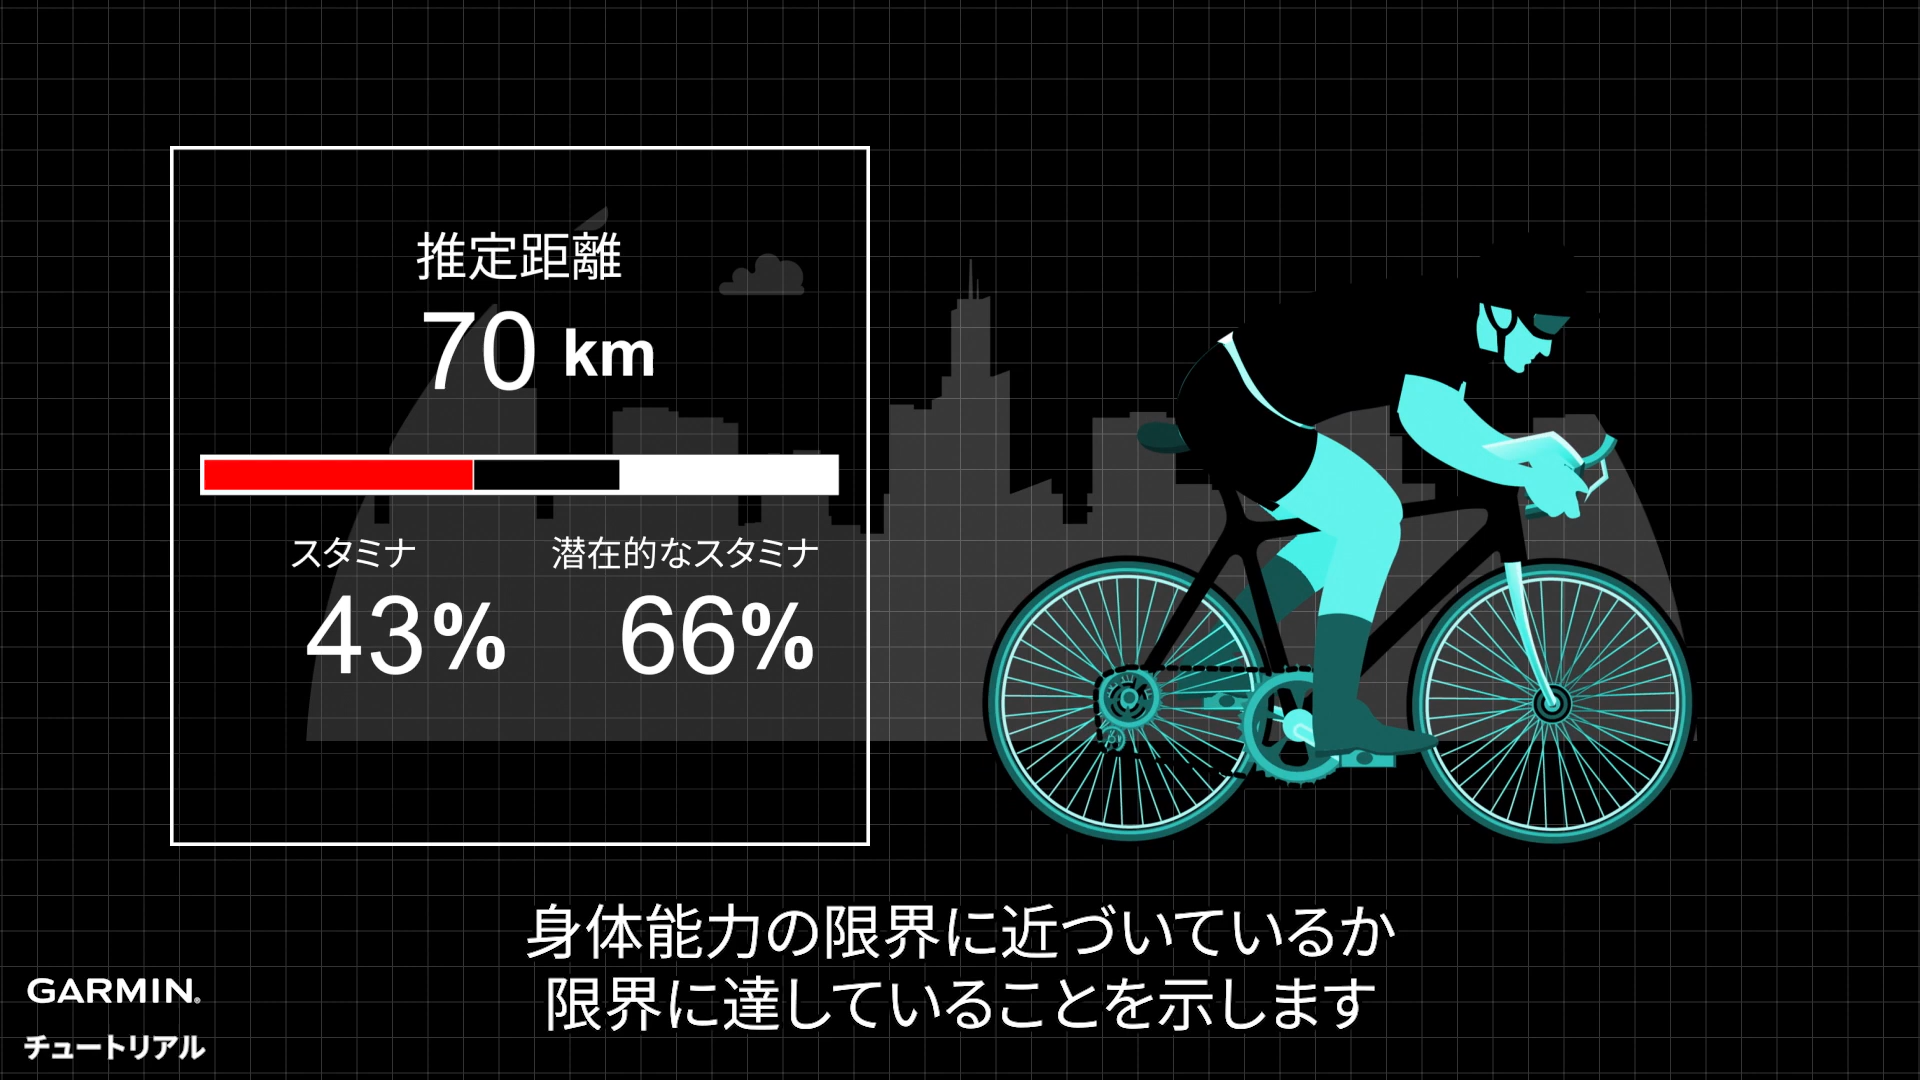 推定距離
70 km
スタミナ
潜在的なスタミナ
43%
66%
身体能力の限界に近づいているか
限界に達していることを示します
GARMIN®
チュートリアル